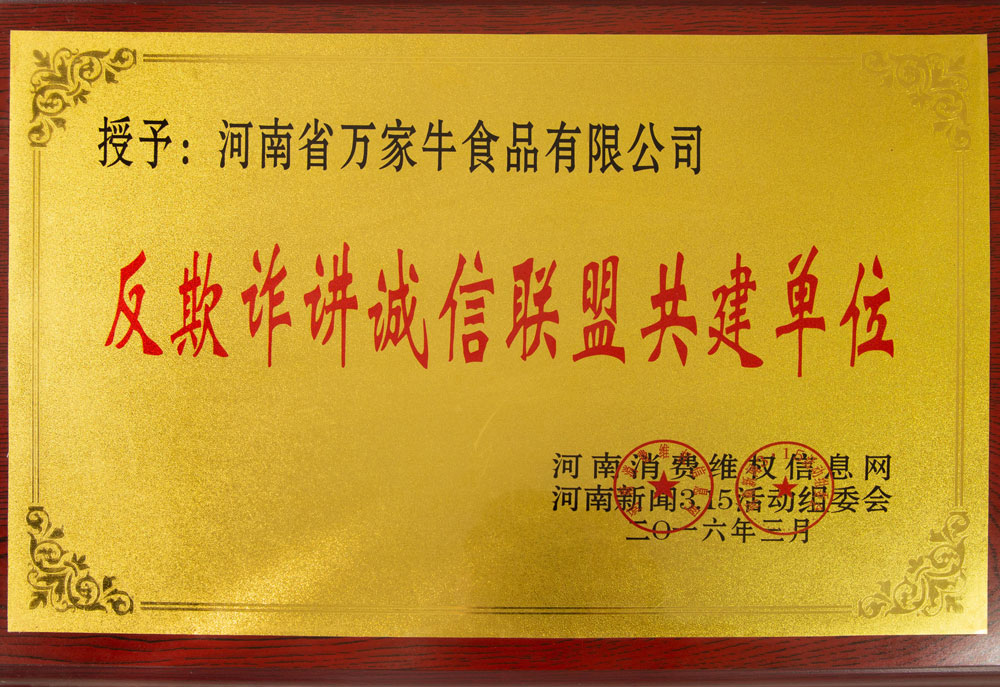 授予：河南省万家牛食品有限公司
反欺诈讲诚信联盟共建单位
河南消费维权信息网
河南新闻3.15活动组委会
二〇一六年三月